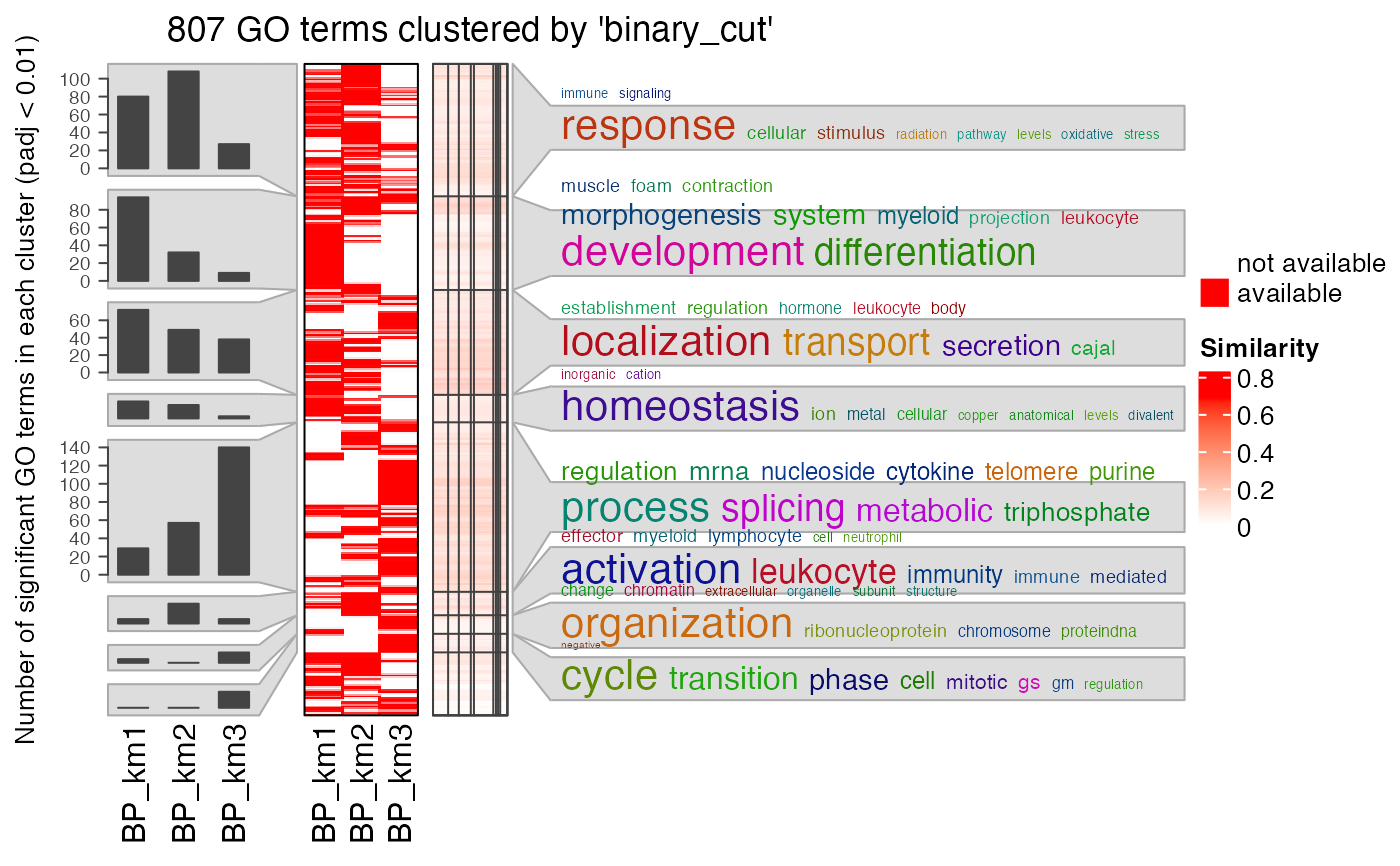 807 GO terms clustered by 'binary_cut'
Number of significant GO terms in each cluster (padj < 0.01)
100
80
60
40
20
0
80
60
40
20
0
60
40
20
0
140
120
100
80
60
40
20
0
BP_km1
BP_km2
BP_km3
BP_km1
BP_km2
BP_km3
immune signaling
response cellular stimulus radiation pathway levels oxidative stress
muscle foam contraction
morphogenesis system myeloid projection leukocyte
development differentiation
establishment regulation hormone leukocyte body
localization transport secretion cajal
inorganic cation
homeostasis ion metal cellular copper anatomical levels divalent
regulation mrna nucleoside cytokine telomere purine
process splicing metabolic triphosphate
effector myeloid lymphocyte cell neutrophil
activation leukocyte immunity immune mediated
change chromatin extracellular organelle subunit structure
organization ribonucleoprotein chromosome proteindna
negative
cycle transition phase cell mitotic gs gm regulation
not available
available
Similarity
0.8
0.6
0.4
0.2
0